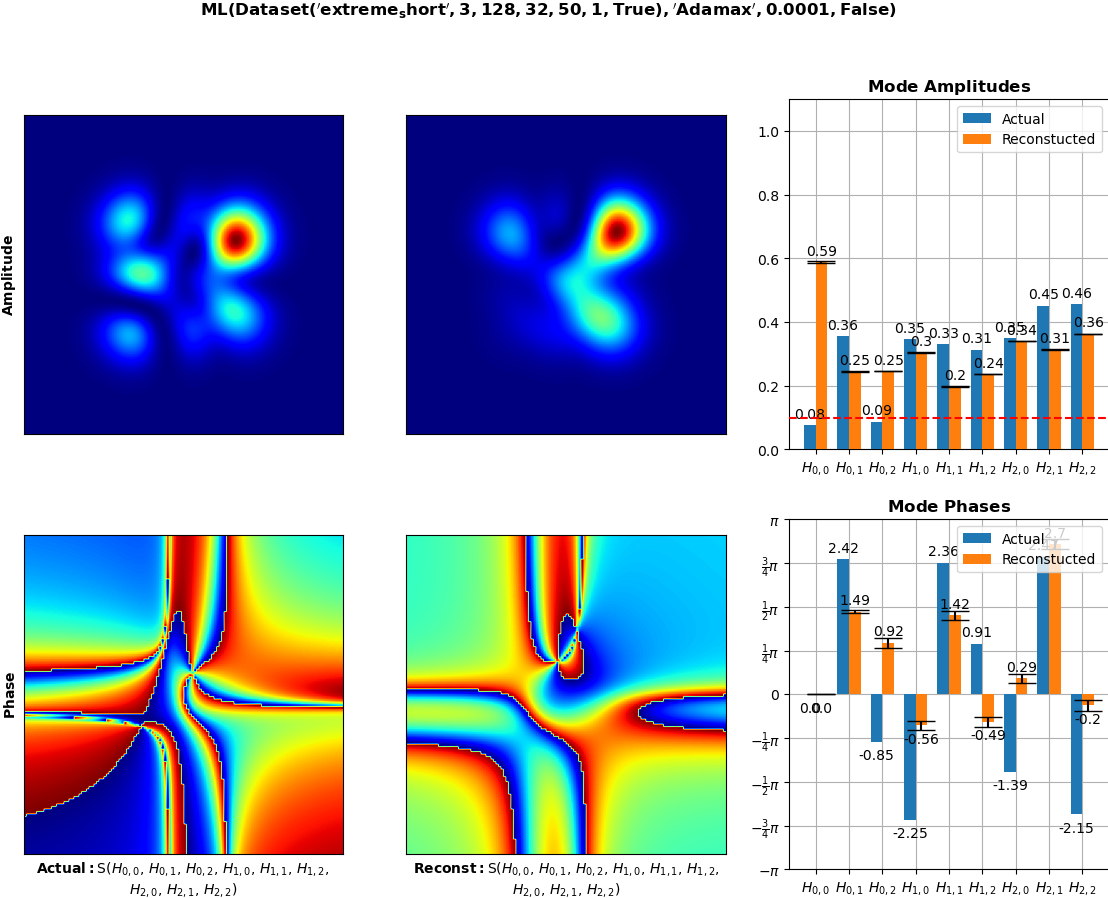 ML(Dataset('extreme_short', 3, 128, 32, 50, 1, True), 'Adamax', 0.0001, False)
Amplitude
Mode Amplitudes
Actual
Reconstucted
1.0
0.8
0.6
0.4
0.2
0.0
0.08
0.59
0.36
0.25
0.09
0.25
0.35
0.3
0.33
0.2
0.31
0.24
0.35
0.34
0.45
0.31
0.46
0.36
H0,0 H0,1 H0,2 H1,0 H1,1 H1,2 H2,0 H2,1 H2,2
Phase
Mode Phases
Actual
Reconstucted
π
3/4π
1/2π
1/4π
0
−1/4π
−1/2π
−3/4π
−π
0.0
0.0
2.42
1.49
-0.85
0.92
-2.25
-0.56
2.36
1.42
0.91
-0.49
-1.39
0.29
2.7
-2.15
-0.2
H0,0 H0,1 H0,2 H1,0 H1,1 H1,2 H2,0 H2,1 H2,2
Actual: S(H0,0, H0,1, H0,2, H1,0, H1,1, H1,2,
H2,0, H2,1, H2,2)
Reconst: S(H0,0, H0,1, H0,2, H1,0, H1,1, H1,2,
H2,0, H2,1, H2,2)